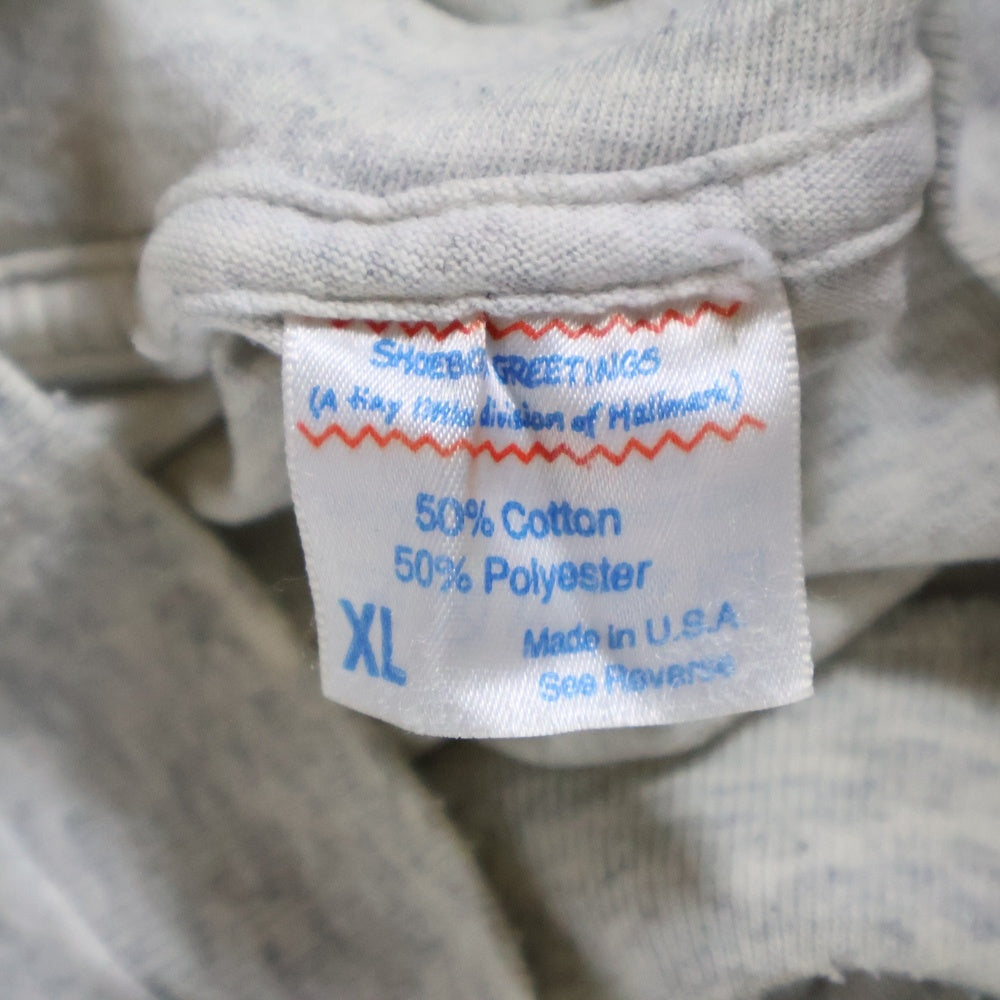 SHOEBOX GREETINGS
(A tiny little division of Hallmark)
50% Cotton
50% Polyester
XL
Made in U.S.A.
See Reverse